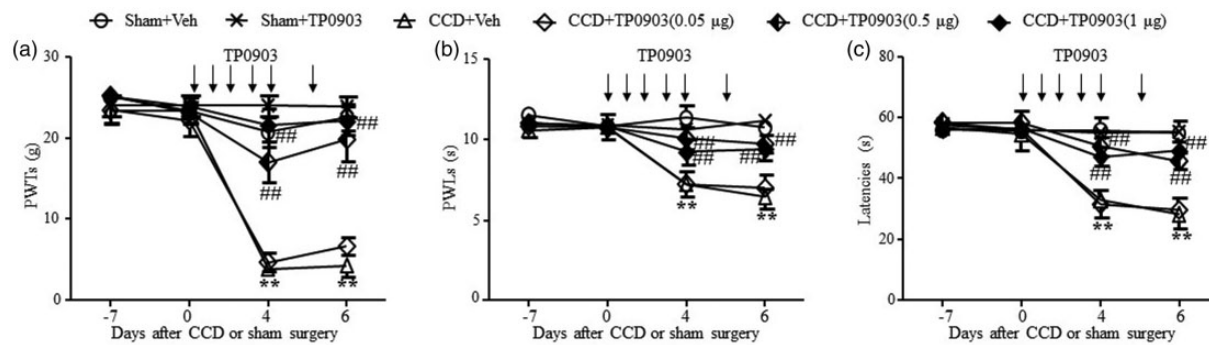 Sham+Veh Sham+TP0903 CCD+Veh CCD+TP0903(0.05 µg) CCD+TP0903(0.5 µg) CCD+TP0903(1 µg)
(a)
TP0903
30
20
10
0
PWTs (g)
##
##
##
##
**
**
-7 0 4 6
Days after CCD or sham surgery
(b)
TP0903
15
10
5
0
PWLs (s)
##
##
##
##
**
**
-7 0 4 6
Days after CCD or sham surgery
(c)
TP0903
80
60
40
20
0
Latencies (s)
##
##
##
##
**
**
-7 0 4 6
Days after CCD or sham surgery